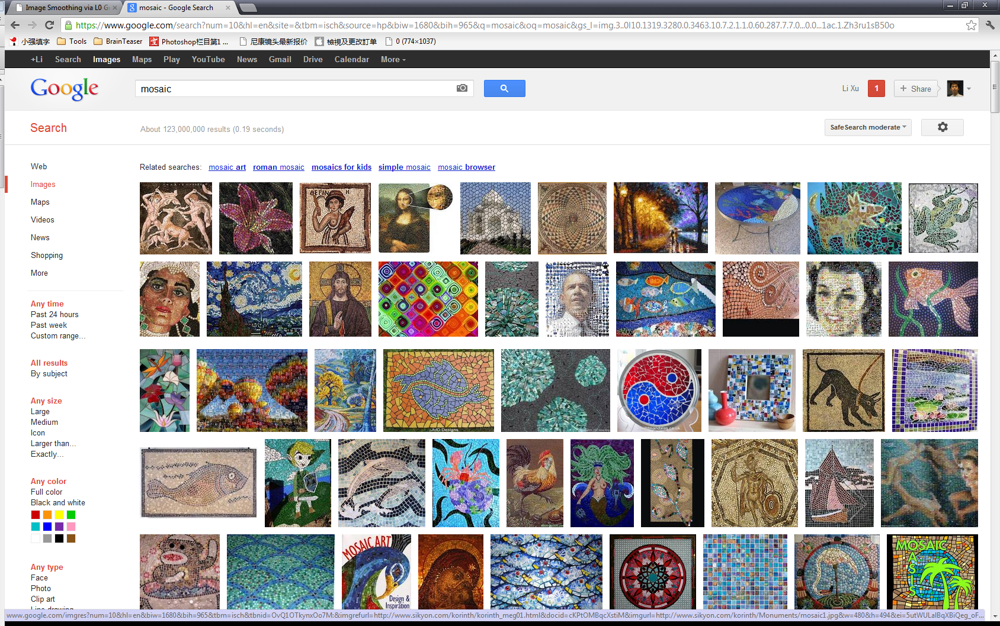 Image Smoothing via L0 G
mosaic - Google Search
https://www.google.com/search?num=10&hl=en&site=&tbm=isch&source=hp&biw=1680&bih=965&q=mosaic&oq=mosaic&gs_l=img.3..0l10.1319.3280.0.3463.10.7.2.1.1.0.60.287.7.7.0...0.0...1ac.1.Zh3ru1sB50o
小强填字 Tools BrainTeaser Photoshop栏目第1 ... 尼康镜头最新报价 檢視及更改訂單 0 (774×1037)
+Li Search Images Maps Play YouTube News Gmail Drive Calendar More
Google
mosaic
Li Xu 1 + Share
Search
About 123,000,000 results (0.19 seconds)
SafeSearch moderate
Web
Images
Maps
Videos
News
Shopping
More
Any time
Past 24 hours
Past week
Custom range...
All results
By subject
Any size
Large
Medium
Icon
Larger than...
Exactly...
Any color
Full color
Black and white
Any type
Face
Photo
Clip art
Line drawing
Related searches: mosaic art roman mosaic mosaics for kids simple mosaic mosaic browser
JMD Designs
MOSAIC ART
Design &
Inspiration
MOSAIC
OASIS
www.google.com/imgres?num=10&hl=en&biw=1680&bih=965&tbm=isch&tbnid=OvQ1OTkynxOo7M:&imgrefurl=http://www.sikyon.com/korinth/korinth_meg01.html&docid=cKPtOMBqcXstiM&imgurl=http://www.sikyon.com/korinth/Monuments/mosaic1.jpg&w=480&h=494&ei=5utWULalBqXBiQeg_oF...